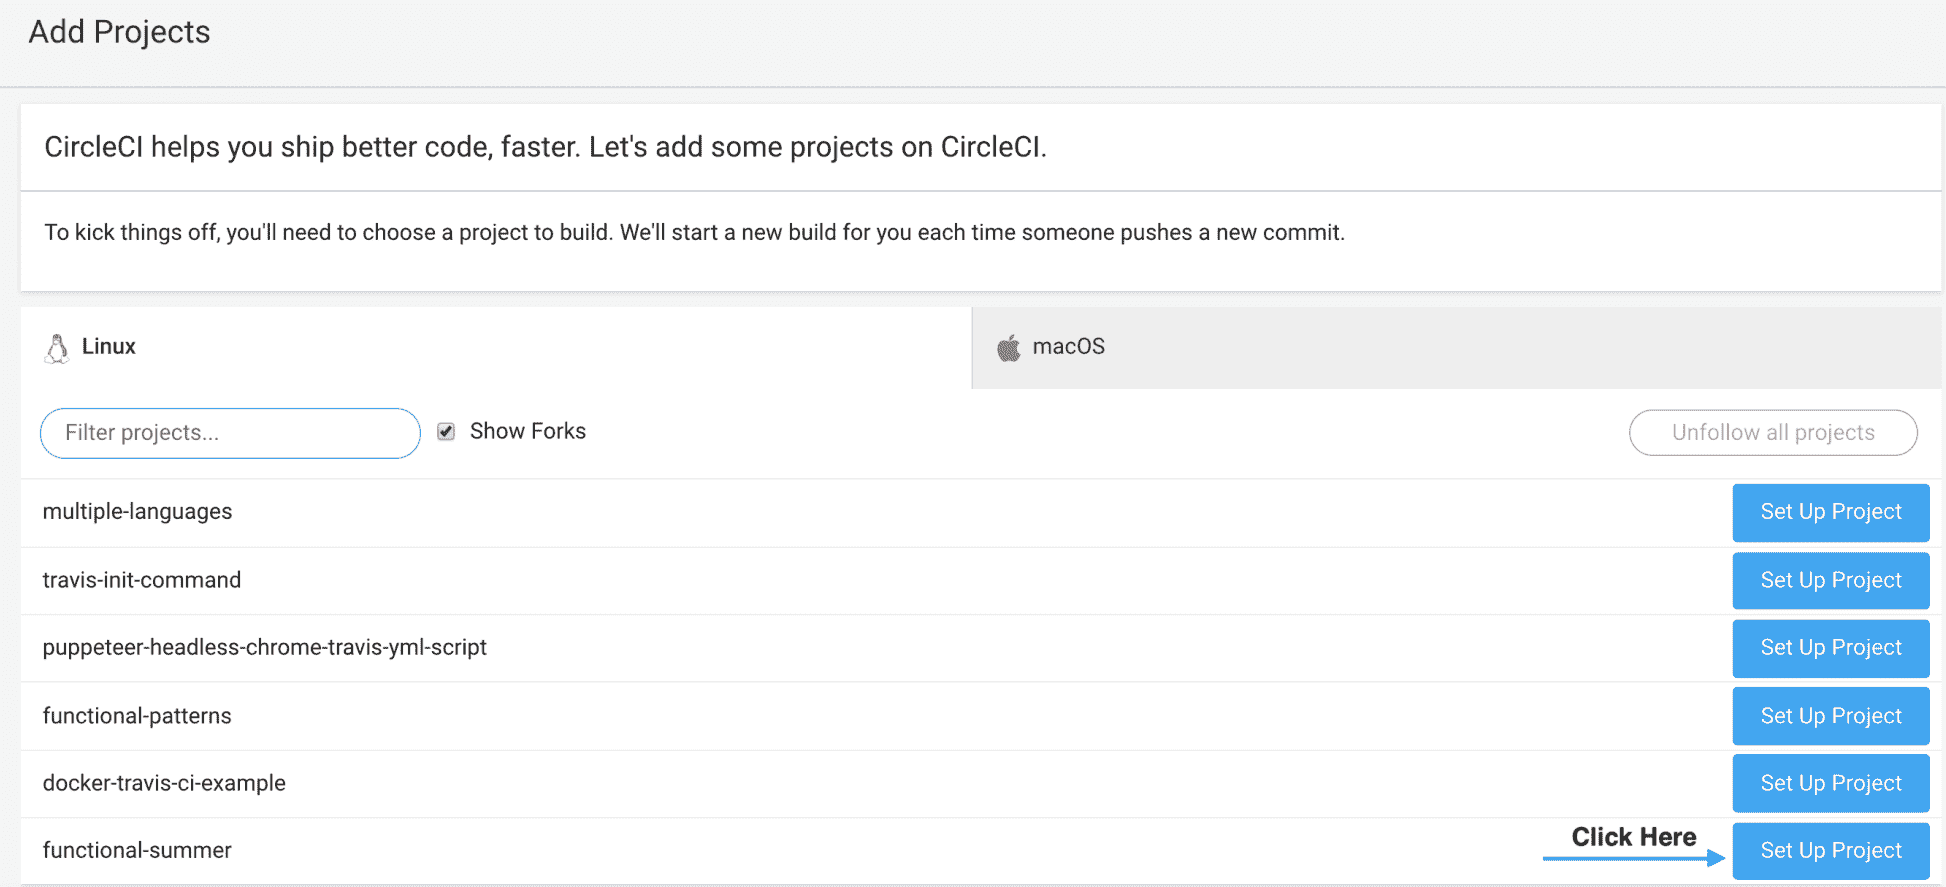 Add Projects
CircleCI helps you ship better code, faster. Let's add some projects on CircleCI.
To kick things off, you'll need to choose a project to build. We'll start a new build for you each time someone pushes a new commit.
Linux
macOS
Filter projects...
Show Forks
Unfollow all projects
multiple-languages
Set Up Project
travis-init-command
Set Up Project
puppeteer-headless-chrome-travis-yml-script
Set Up Project
functional-patterns
Set Up Project
docker-travis-ci-example
Set Up Project
functional-summer
Click Here
Set Up Project